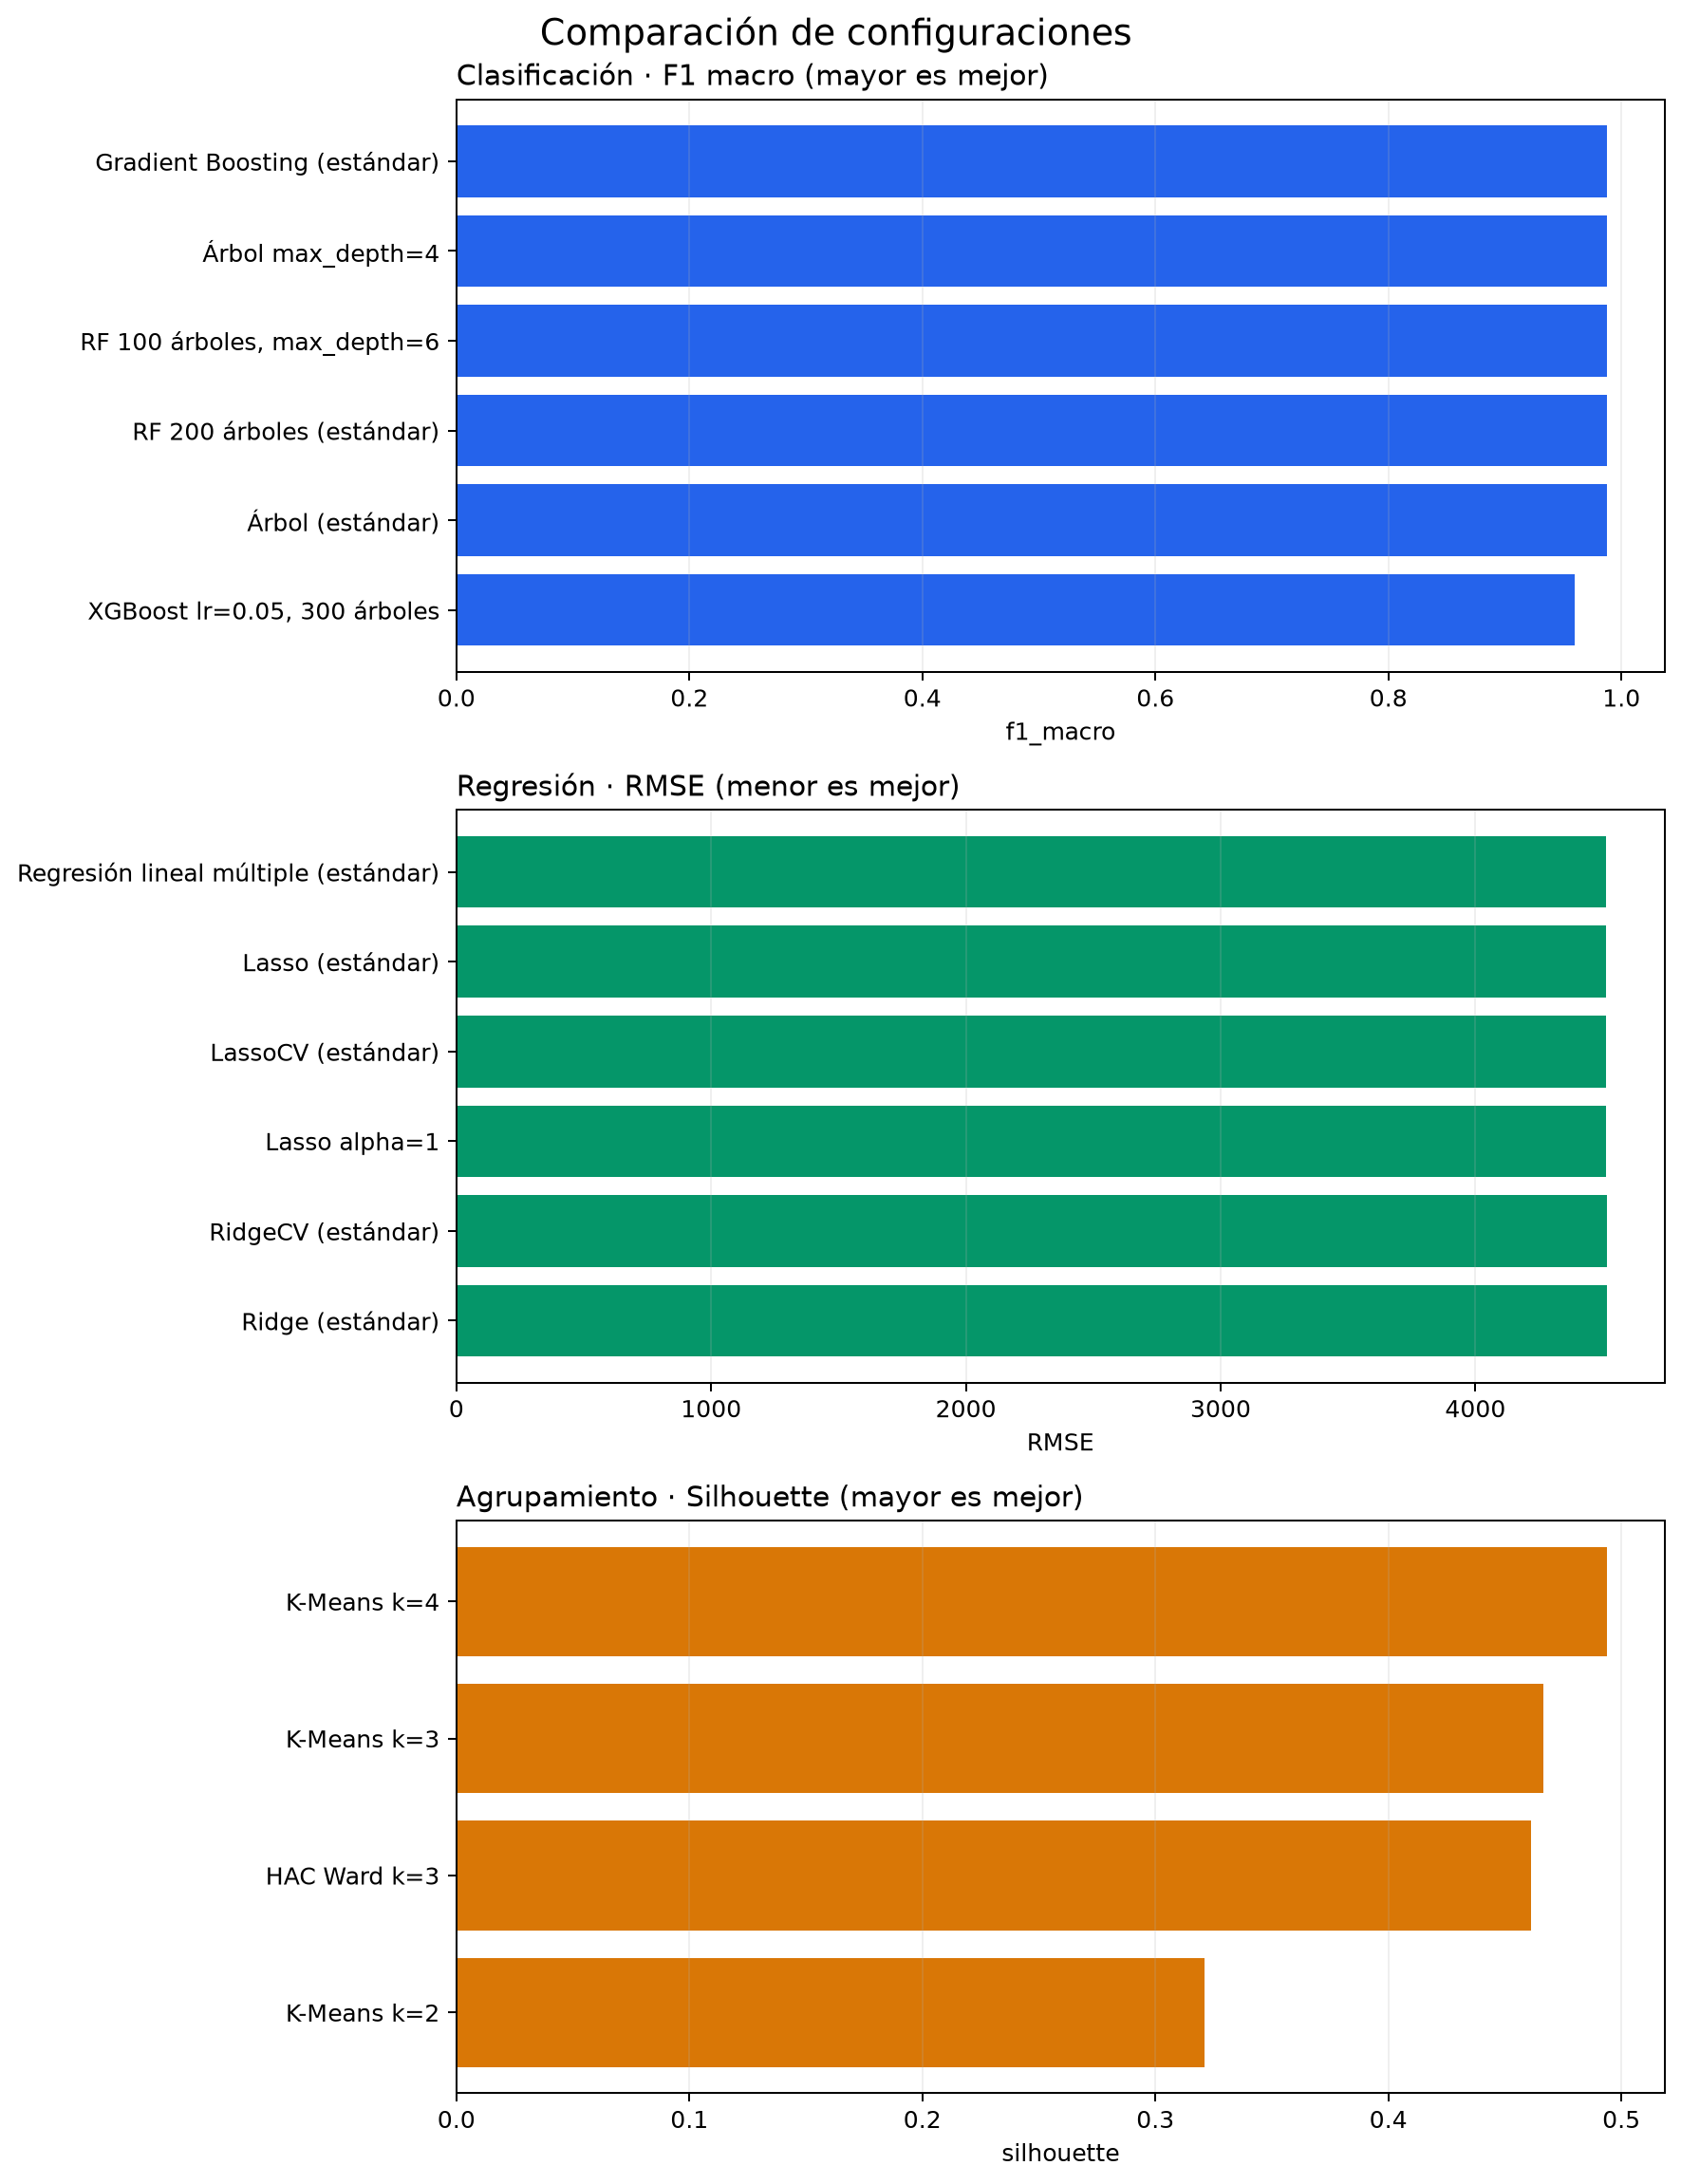 Comparación de configuraciones
Clasificación · F1 macro (mayor es mejor)
Gradient Boosting (estándar)
Árbol max_depth=4
RF 100 árboles, max_depth=6
RF 200 árboles (estándar)
Árbol (estándar)
XGBoost lr=0.05, 300 árboles
0.0 0.2 0.4 0.6 0.8 1.0
f1_macro
Regresión · RMSE (menor es mejor)
Regresión lineal múltiple (estándar)
Lasso (estándar)
LassoCV (estándar)
Lasso alpha=1
RidgeCV (estándar)
Ridge (estándar)
0 1000 2000 3000 4000
RMSE
Agrupamiento · Silhouette (mayor es mejor)
K-Means k=4
K-Means k=3
HAC Ward k=3
K-Means k=2
0.0 0.1 0.2 0.3 0.4 0.5
silhouette